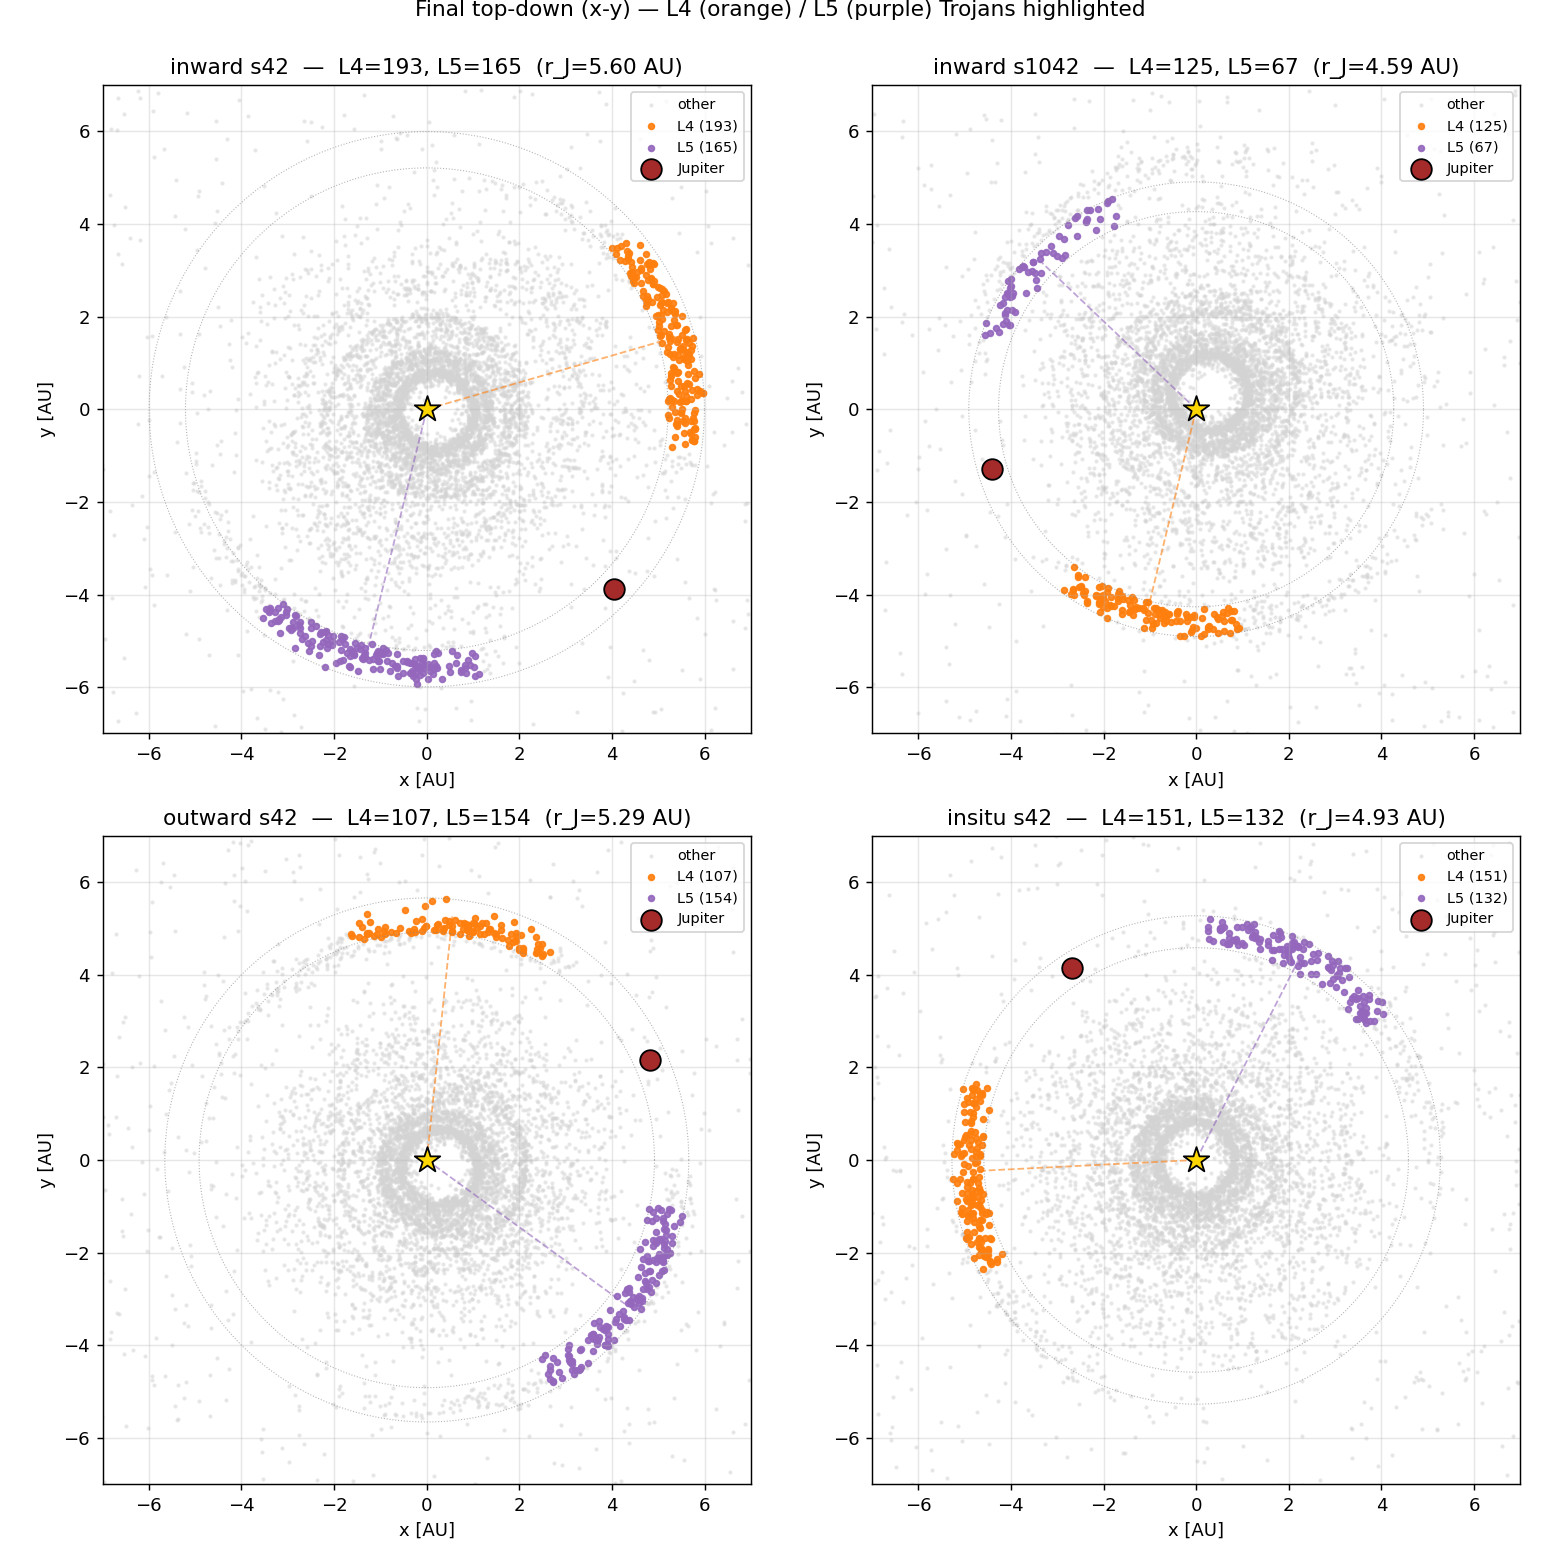 Final top-down (x-y) — L4 (orange) / L5 (purple) Trojans highlighted
inward s42 — L4=193, L5=165 (r_J=5.60 AU)
other
L4 (193)
L5 (165)
Jupiter
6
4
2
0
−2
−4
−6
y [AU]
−6 −4 −2 0 2 4 6
x [AU]
inward s1042 — L4=125, L5=67 (r_J=4.59 AU)
other
L4 (125)
L5 (67)
Jupiter
6
4
2
0
−2
−4
−6
y [AU]
−6 −4 −2 0 2 4 6
x [AU]
outward s42 — L4=107, L5=154 (r_J=5.29 AU)
other
L4 (107)
L5 (154)
Jupiter
6
4
2
0
−2
−4
−6
y [AU]
−6 −4 −2 0 2 4 6
x [AU]
insitu s42 — L4=151, L5=132 (r_J=4.93 AU)
other
L4 (151)
L5 (132)
Jupiter
6
4
2
0
−2
−4
−6
y [AU]
−6 −4 −2 0 2 4 6
x [AU]